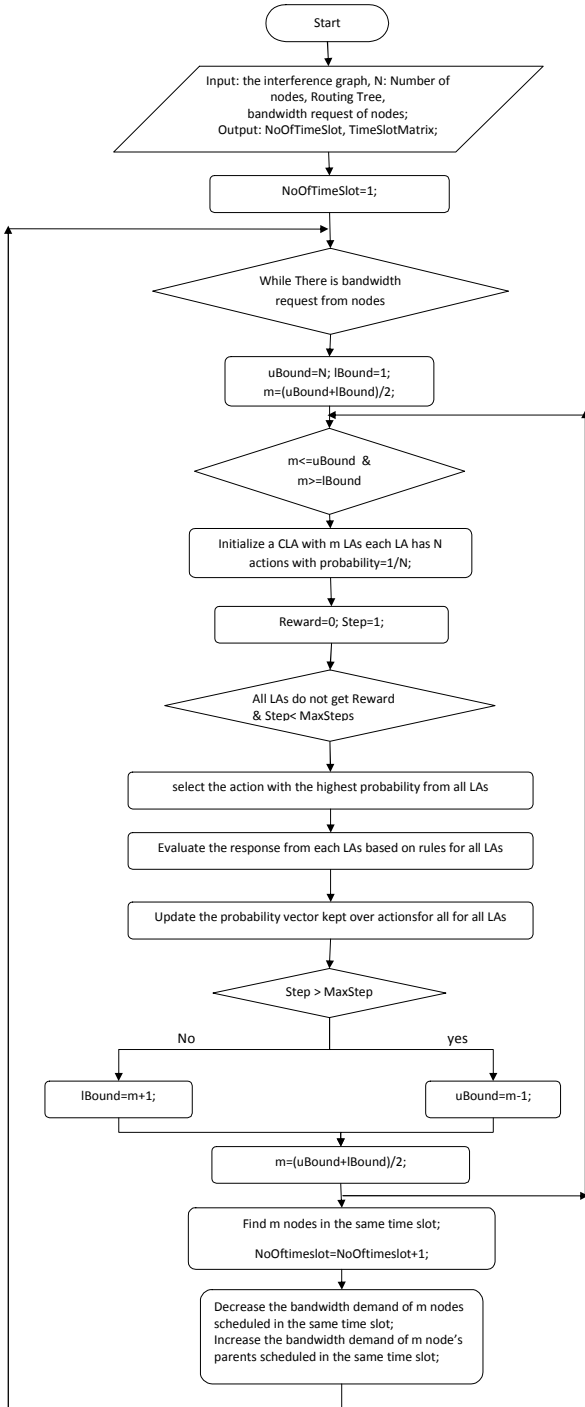 Start
Input: the interference graph, N: Number of
nodes, Routing Tree,
bandwidth request of nodes;
Output: NoOfTimeSlot, TimeSlotMatrix;
NoOfTimeSlot=1;
While There is bandwidth
request from nodes
uBound=N; lBound=1;
m=(uBound+lBound)/2;
m<=uBound &
m>=lBound
Initialize a CLA with m LAs each LA has N
actions with probability=1/N;
Reward=0; Step=1;
All LAs do not get Reward
& Step< MaxSteps
select the action with the highest probability from all LAs
Evaluate the response from each LAs based on rules for all LAs
Update the probability vector kept over actionsfor all for all LAs
Step > MaxStep
No
yes
lBound=m+1;
uBound=m-1;
m=(uBound+lBound)/2;
Find m nodes in the same time slot;
NoOftimeslot=NoOftimeslot+1;
Decrease the bandwidth demand of m nodes
scheduled in the same time slot;
Increase the bandwidth demand of m node's
parents scheduled in the same time slot;